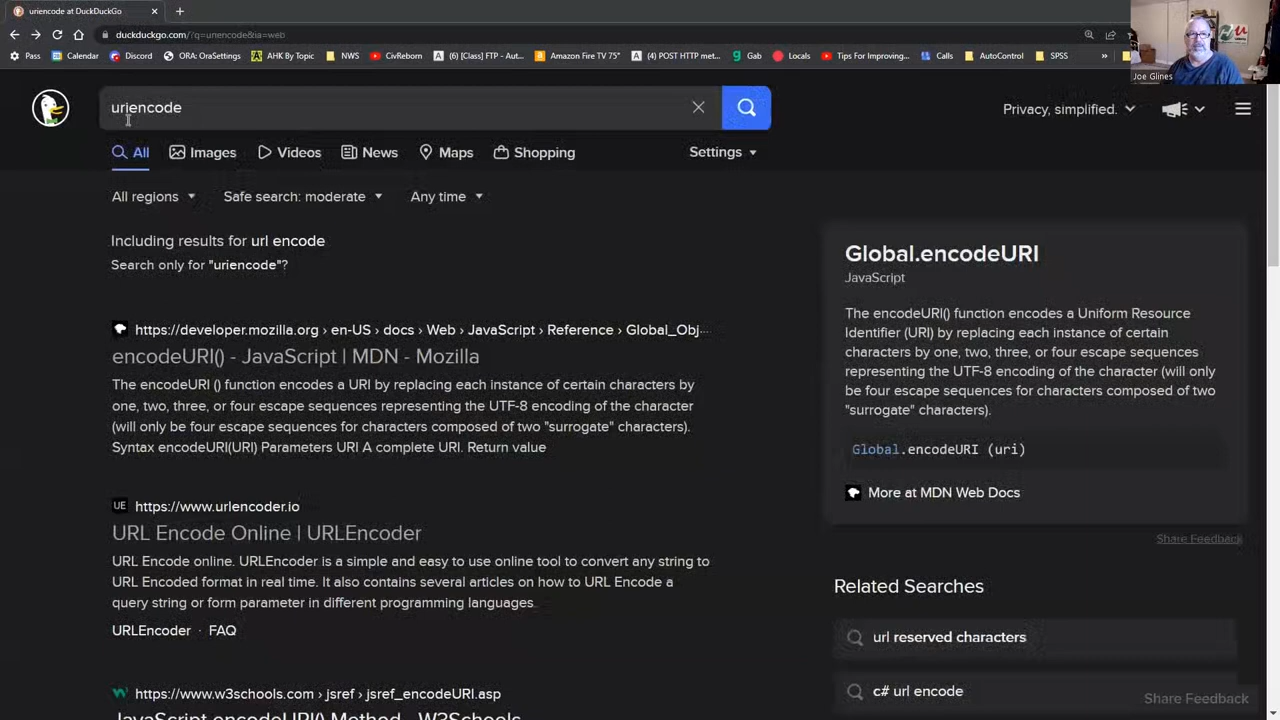 uriencode at DuckDuckGo
duckduckgo.com/?q=uriencode&ia=web
Pass
Calendar
Discord
ORA: OraSettings
AHK By Topic
NWS
CivReborn
(6) [Class] FTP - Aut...
Amazon Fire TV 75"
(4) POST HTTP met...
Gab
Locals
Tips For Improving...
Calls
AutoControl
SPSS
»
Joe Glines
uriencode
Privacy, simplified.
All
Images
Videos
News
Maps
Shopping
Settings
All regions
Safe search: moderate
Any time
Including results for url encode
Search only for "uriencode"?
https://developer.mozilla.org › en-US › docs › Web › JavaScript › Reference › Global_Obj...
encodeURI() - JavaScript | MDN - Mozilla
The encodeURI () function encodes a URI by replacing each instance of certain characters by
one, two, three, or four escape sequences representing the UTF-8 encoding of the character
(will only be four escape sequences for characters composed of two "surrogate" characters).
Syntax encodeURI(URI) Parameters URI A complete URI. Return value
UE https://www.urlencoder.io
URL Encode Online | URLEncoder
URL Encode online. URLEncoder is a simple and easy to use online tool to convert any string to
URL Encoded format in real time. It also contains several articles on how to URL Encode a
query string or form parameter in different programming languages.
URLEncoder · FAQ
https://www.w3schools.com › jsref › jsref_encodeURI.asp
JavaScript encodeURI() Method - W3Schools
Global.encodeURI
JavaScript
The encodeURI() function encodes a Uniform Resource
Identifier (URI) by replacing each instance of certain
characters by one, two, three, or four escape sequences
representing the UTF-8 encoding of the character (will only
be four escape sequences for characters composed of two
"surrogate" characters).
Global.encodeURI (uri)
More at MDN Web Docs
Share Feedback
Related Searches
url reserved characters
c# url encode
Share Feedback